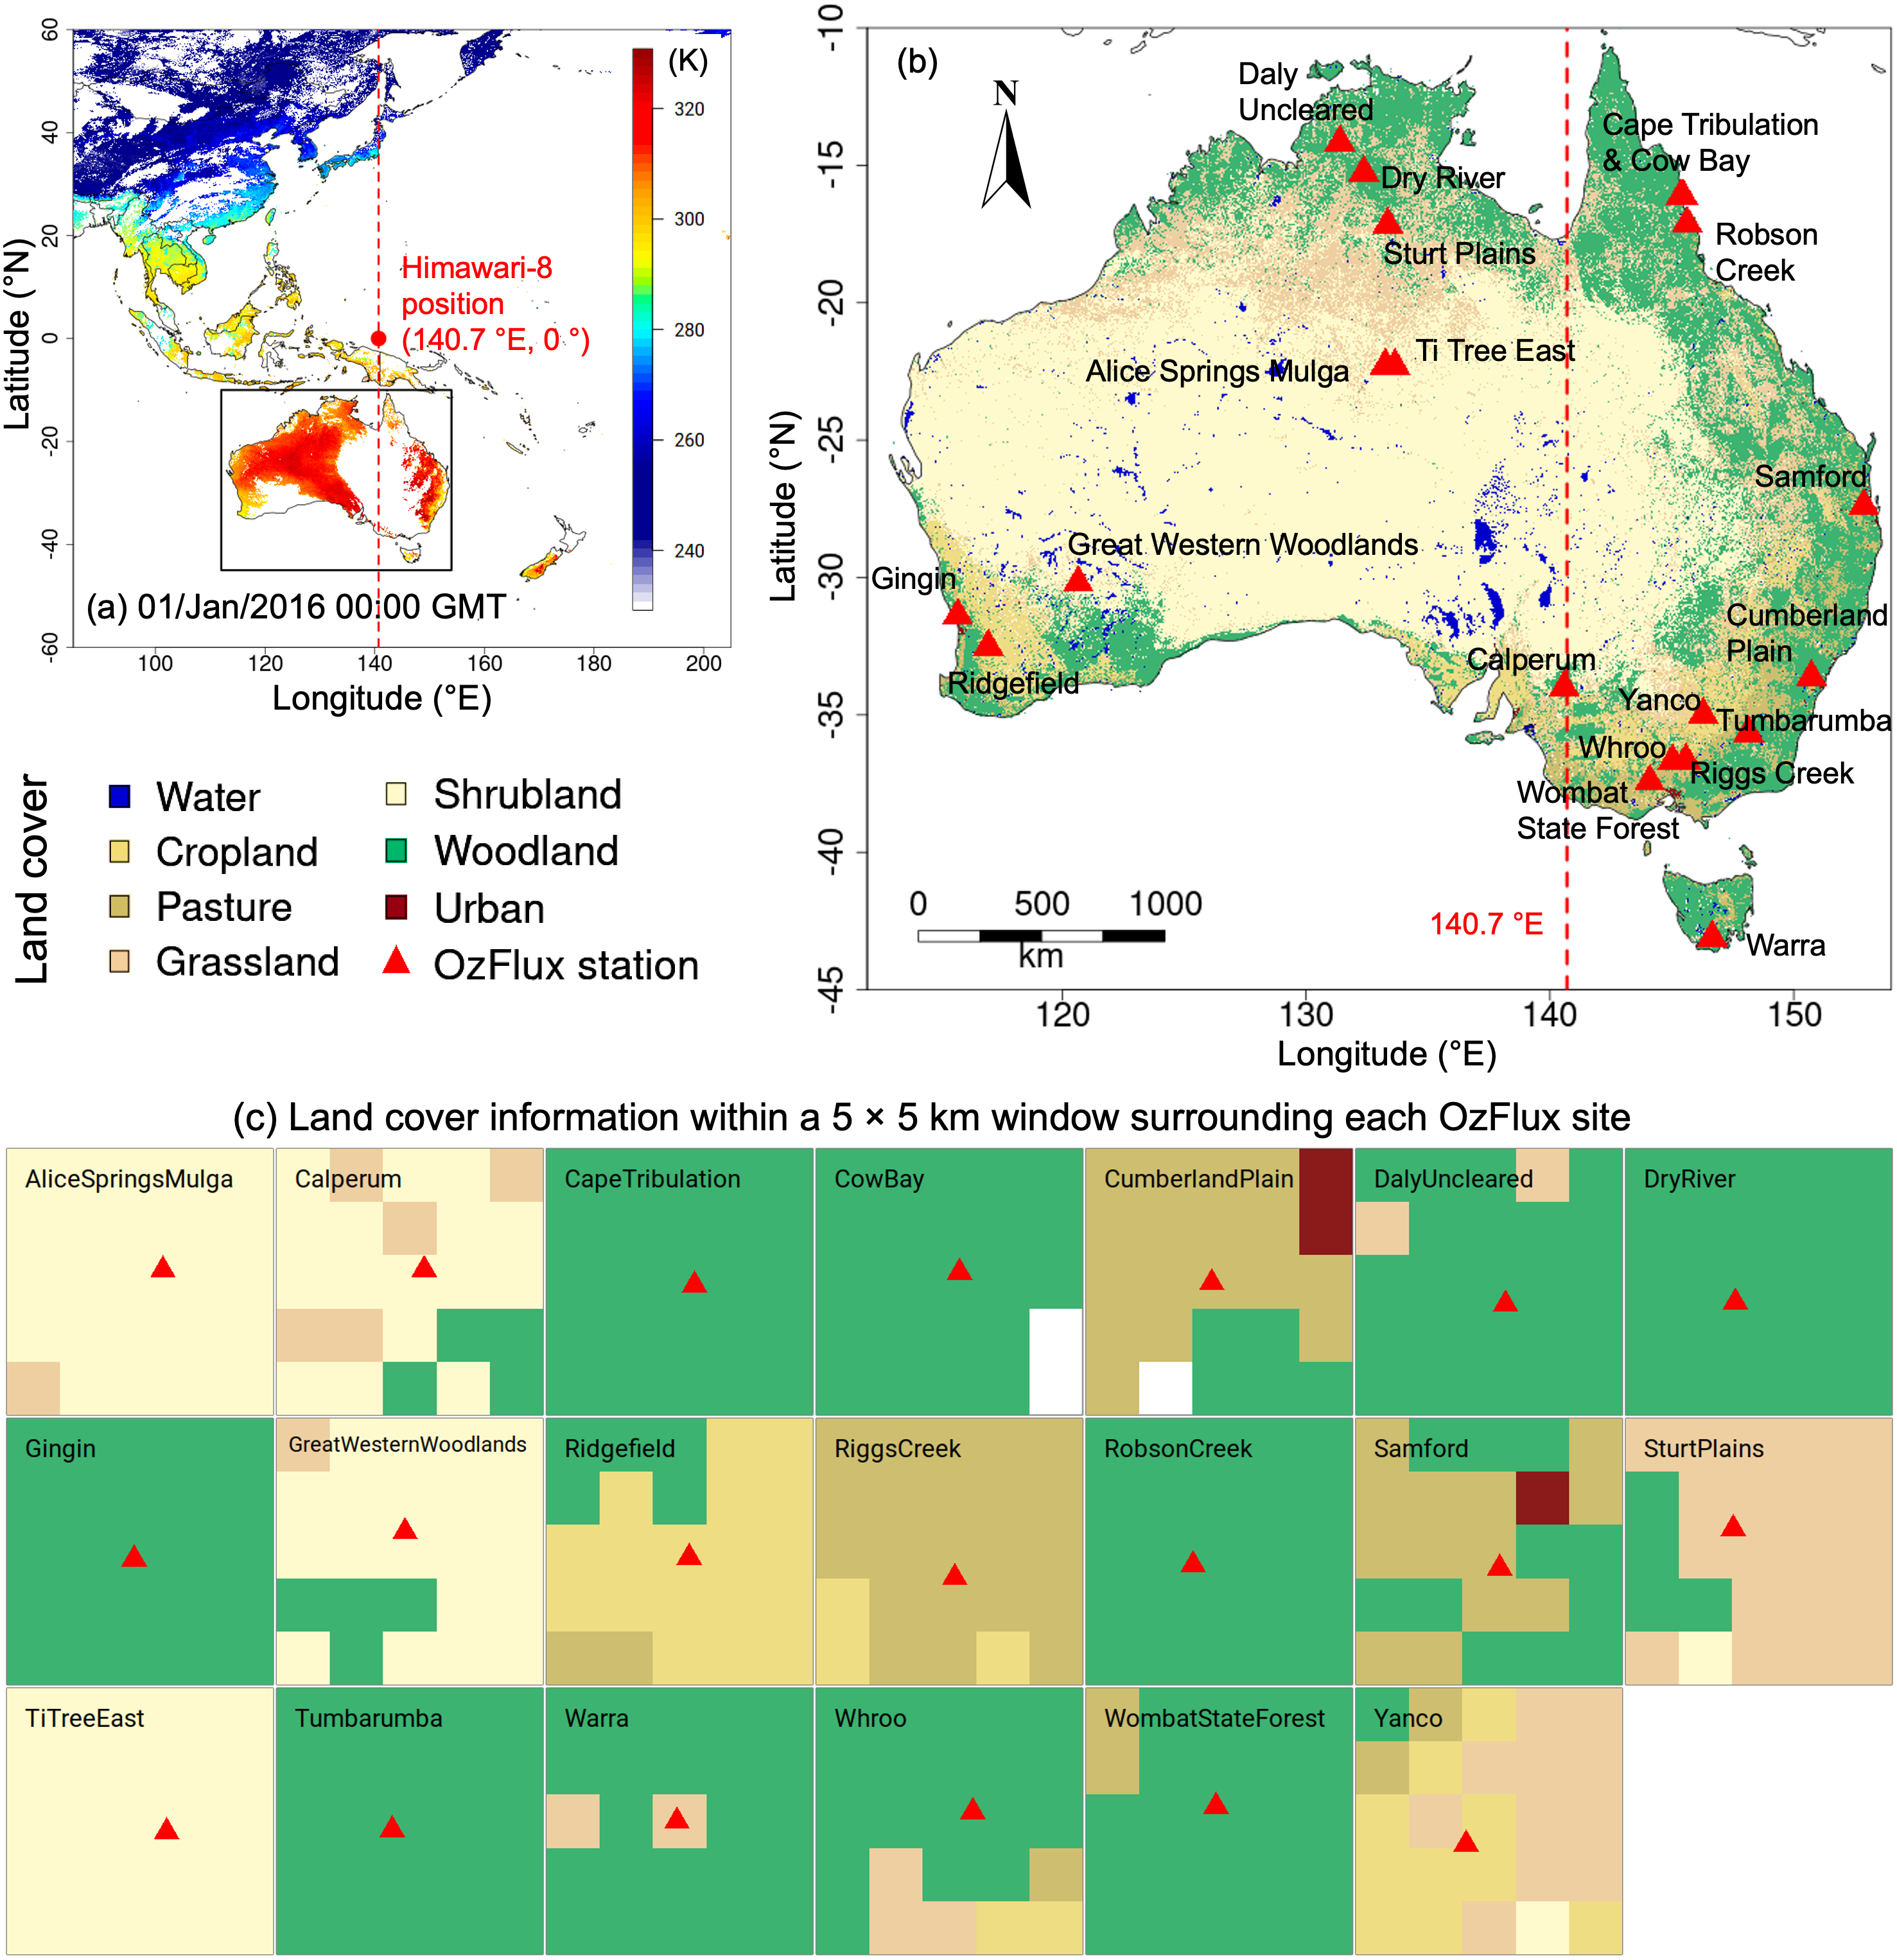 60
40
20
0
-20
-40
-60
Latitude (°N)
(K)
320
300
280
260
240
Himawari-8
position
(140.7 °E, 0 °)
(a) 01/Jan/2016 00:00 GMT
100
120
140
160
180
200
Longitude (°E)
Land cover
Water
Cropland
Pasture
Grassland
Shrubland
Woodland
Urban
OzFlux station
(b)
N
-10
-15
-20
-25
-30
-35
-40
-45
Latitude (°N)
Daly
Uncleared
Dry River
Sturt Plains
Cape Tribulation
& Cow Bay
Robson
Creek
Alice Springs Mulga
Ti Tree East
Samford
Great Western Woodlands
Gingin
Ridgefield
Cumberland
Plain
Calperum
Yanco
Tumbarumba
Whroo
Riggs Creek
Wombat
State Forest
Warra
0 500 1000
km
140.7 °E
120
130
140
150
Longitude (°E)
(c) Land cover information within a 5 × 5 km window surrounding each OzFlux site
AliceSpringsMulga
Calperum
CapeTribulation
CowBay
CumberlandPlain
DalyUncleared
DryRiver
Gingin
GreatWesternWoodlands
Ridgefield
RiggsCreek
RobsonCreek
Samford
SturtPlains
TiTreeEast
Tumbarumba
Warra
Whroo
WombatStateForest
Yanco